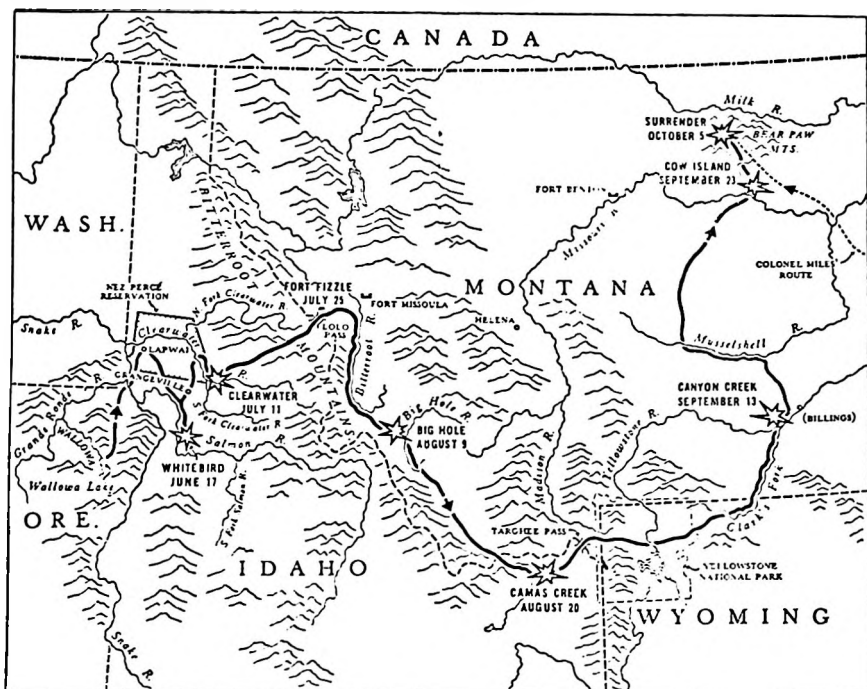 CANADA
Milk R.
SURRENDER
OCTOBER 5
BEAR PAW
MTS.
COW ISLAND
SEPTEMBER 23
FORT BENTON
Missouri R.
WASH.
BITTERROOT
MOUNTAINS
NEZ PERCE
RESERVATION
N. Fork Clearwater R.
FORT FIZZLE
JULY 25
FORT MISSOULA
MONTANA
COLONEL MILES
ROUTE
HELENA
Snake R.
Clearwater
R.
LAPWAI
LOLO
PASS
Bitterroot R.
Musselshell
R.
GRANGEVILLE
CLEARWATER
JULY 11
S. Fork Clearwater R.
CANYON CREEK
SEPTEMBER 13
(BILLINGS)
Grande Ronde R.
WALLOWA
Wallowa Lake
Salmon R.
WHITEBIRD
JUNE 17
S. Fork Salmon R.
Big Hole R.
BIG HOLE
AUGUST 9
Madison R.
Yellowstone R.
Clark's Fork
ORE.
IDAHO
TARGHEE PASS
CAMAS CREEK
AUGUST 20
YELLOWSTONE
NATIONAL PARK
WYOMING
Snake
R.